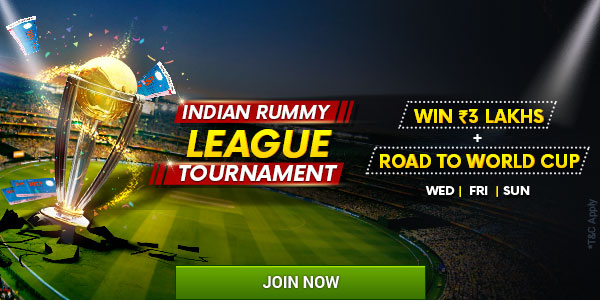 INDIAN RUMMY
LEAGUE
TOURNAMENT
WIN ₹3 LAKHS
+
ROAD TO WORLD CUP
WED | FRI | SUN
*T&C Apply
JOIN NOW